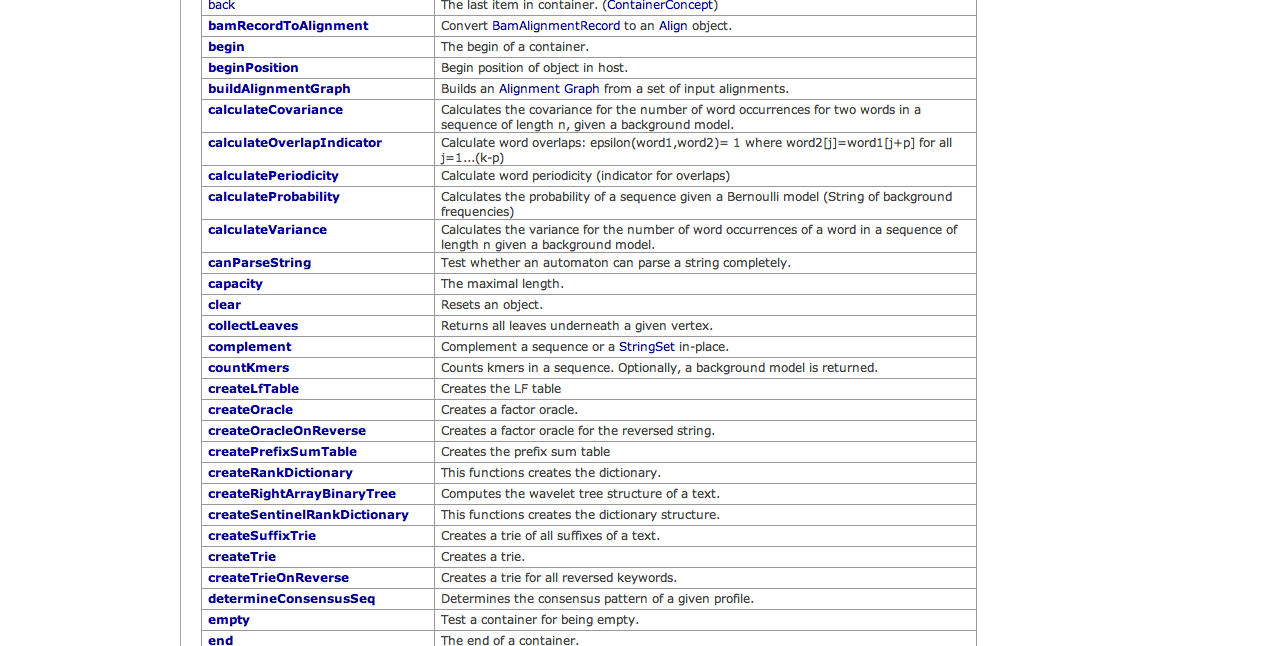 back The last item in container. (ContainerConcept)
bamRecordToAlignment Convert BamAlignmentRecord to an Align object.
begin The begin of a container.
beginPosition Begin position of object in host.
buildAlignmentGraph Builds an Alignment Graph from a set of input alignments.
calculateCovariance Calculates the covariance for the number of word occurrences for two words in a
sequence of length n, given a background model.
calculateOverlapIndicator Calculate word overlaps: epsilon(word1,word2)= 1 where word2[j]=word1[j+p] for all
j=1...(k-p)
calculatePeriodicity Calculate word periodicity (indicator for overlaps)
calculateProbability Calculates the probability of a sequence given a Bernoulli model (String of background
frequencies)
calculateVariance Calculates the variance for the number of word occurrences of a word in a sequence of
length n given a background model.
canParseString Test whether an automaton can parse a string completely.
capacity The maximal length.
clear Resets an object.
collectLeaves Returns all leaves underneath a given vertex.
complement Complement a sequence or a StringSet in-place.
countKmers Counts kmers in a sequence. Optionally, a background model is returned.
createLfTable Creates the LF table
createOracle Creates a factor oracle.
createOracleOnReverse Creates a factor oracle for the reversed string.
createPrefixSumTable Creates the prefix sum table
createRankDictionary This functions creates the dictionary.
createRightArrayBinaryTree Computes the wavelet tree structure of a text.
createSentinelRankDictionary This functions creates the dictionary structure.
createSuffixTrie Creates a trie of all suffixes of a text.
createTrie Creates a trie.
createTrieOnReverse Creates a trie for all reversed keywords.
determineConsensusSeq Determines the consensus pattern of a given profile.
empty Test a container for being empty.
end The end of a container.